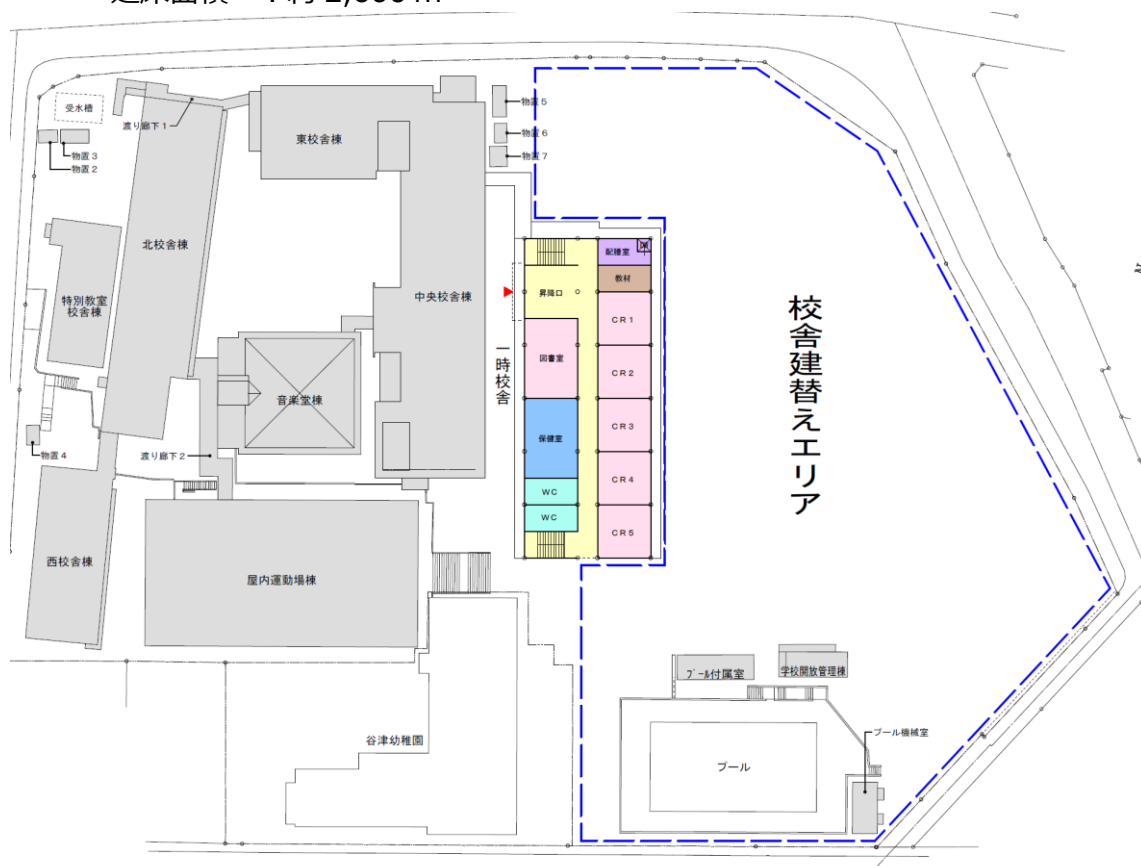 受水槽
渡り廊下1
物置3
物置2
東校舎棟
物置5
物置6
物置7
北校舎棟
特別教室
校舎棟
中央校舎棟
配膳室
教材
昇降口
CR1
図書室
CR2
一時校舎
音楽堂棟
CR3
保健室
CR4
WC
WC
CR5
校舎建替えエリア
物置4
渡り廊下2
西校舎棟
屋内運動場棟
プール付属室
学校開放管理棟
プール機械室
谷津幼稚園
プール